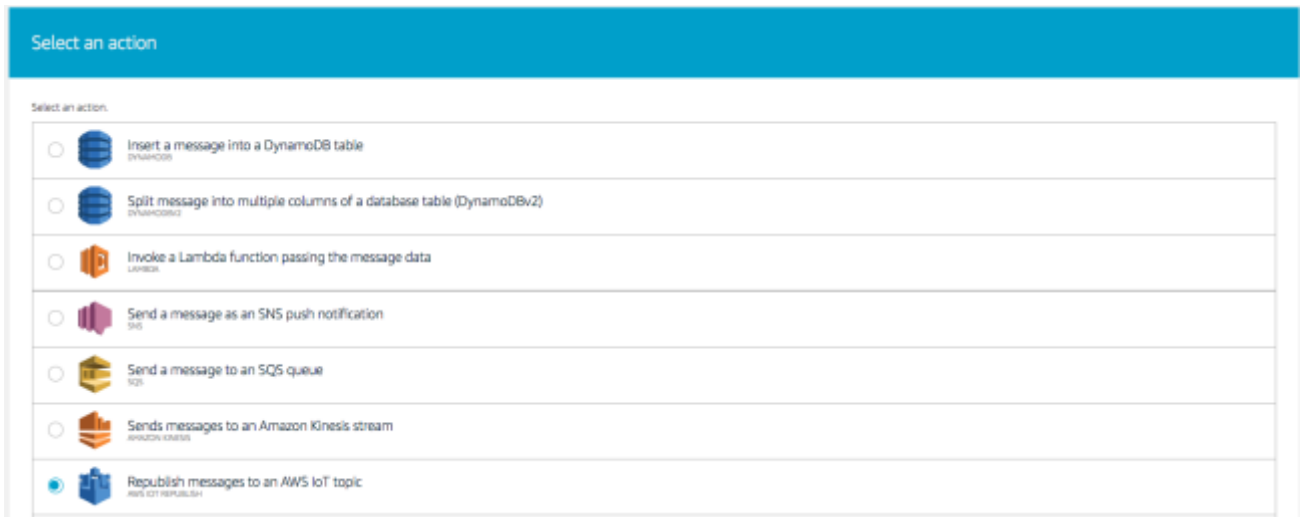 Select an action
Select an action.
Insert a message into a DynamoDB table
DYNAMODB
Split message into multiple columns of a database table (DynamoDBv2)
DYNAMODBV2
Invoke a Lambda function passing the message data
LAMBDA
Send a message as an SNS push notification
SNS
Send a message to an SQS queue
SQS
Sends messages to an Amazon Kinesis stream
AMAZON KINESIS
Republish messages to an AWS IoT topic
AWS IOT REPUBLISH